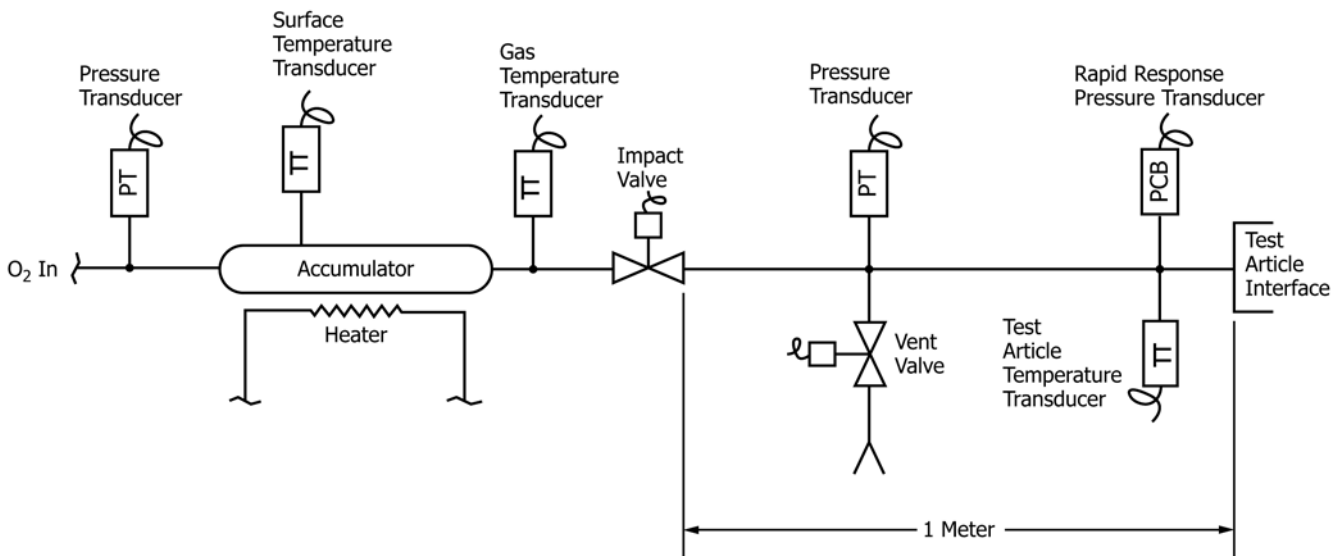 Surface
Temperature
Transducer
Pressure
Transducer
Gas
Temperature
Transducer
Pressure
Transducer
Rapid Response
Pressure Transducer
Impact
Valve
PT
TT
TT
PT
PCB
O₂ In
Accumulator
Heater
Test
Article
Interface
Vent
Valve
Test
Article
Temperature
Transducer
TT
1 Meter